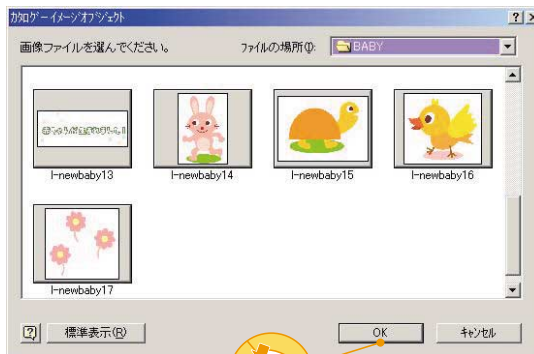 ｶﾀﾛｸﾞｰｲﾒｰｼﾞｵﾌﾞｼﾞｪｸﾄ
画像ファイルを選んでください。 ファイルの場所(I): BABY
I-newbaby13 I-newbaby14 I-newbaby15 I-newbaby16
I-newbaby17
標準表示(R) OK ｷｬﾝｾﾙ